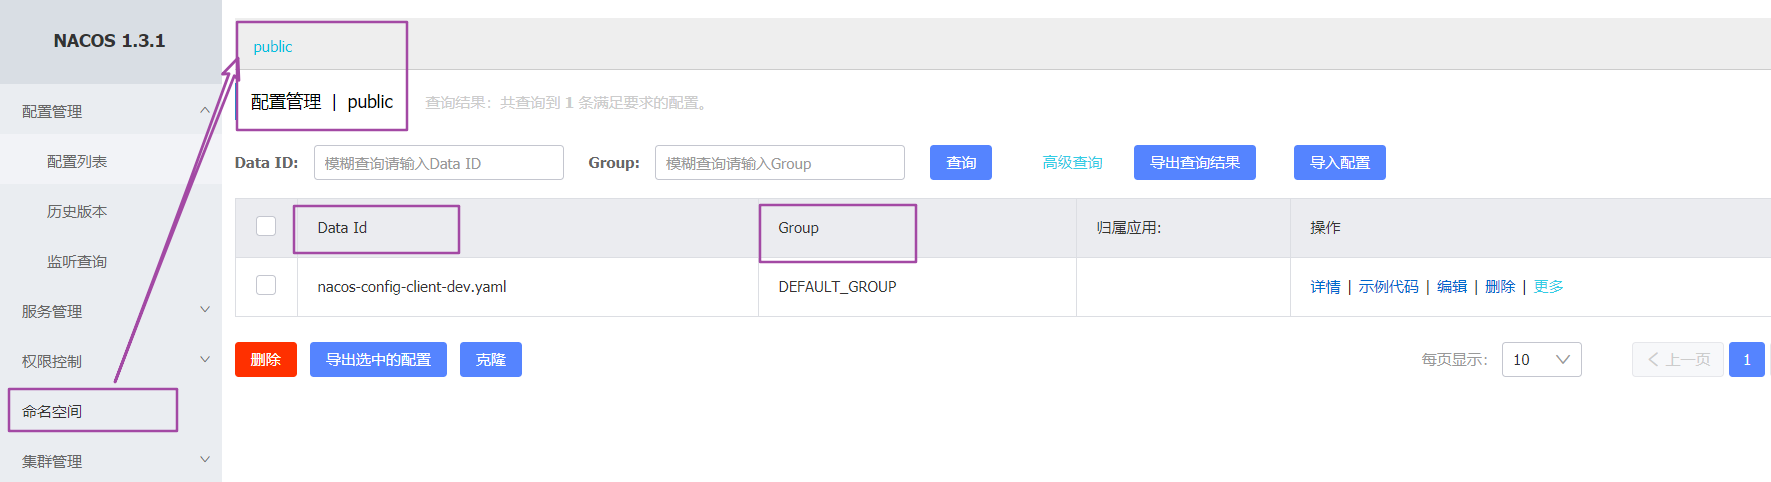 NACOS 1.3.1
配置管理
配置列表
历史版本
监听查询
服务管理
权限控制
命名空间
集群管理
public
配置管理 | public 查询结果：共查询到 1 条满足要求的配置。
Data ID: 模糊查询请输入Data ID Group: 模糊查询请输入Group 查询 高级查询 导出查询结果 导入配置
Data Id Group 归属应用: 操作
nacos-config-client-dev.yaml DEFAULT_GROUP 详情 | 示例代码 | 编辑 | 删除 | 更多
删除 导出选中的配置 克隆 每页显示: 10 上一页 1